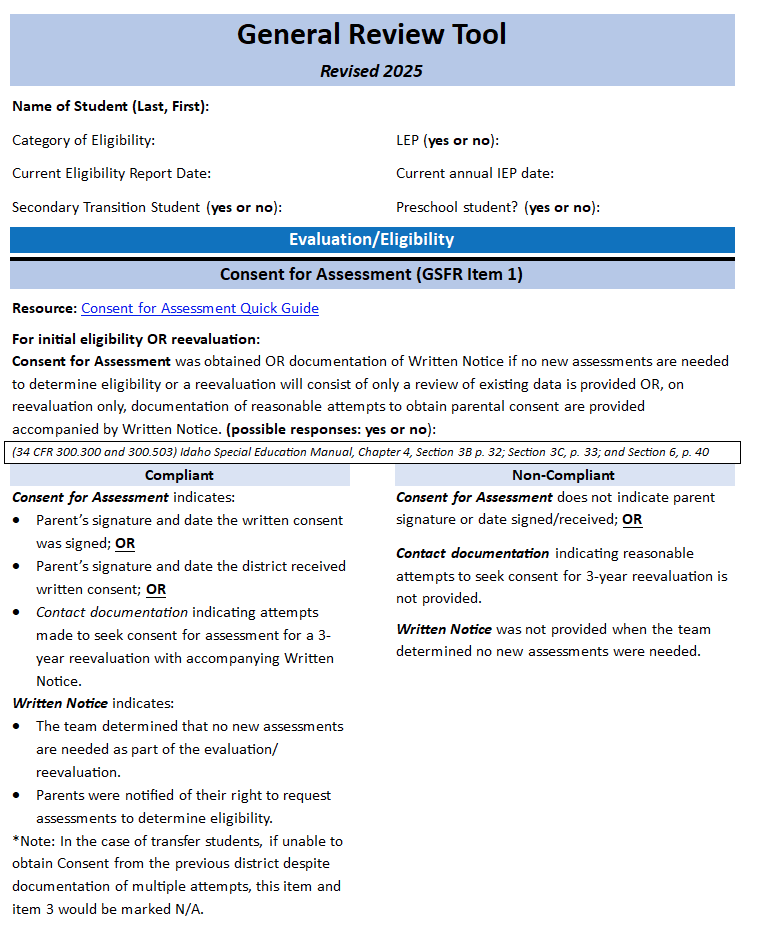 General Review Tool
Revised 2025
Name of Student (Last, First):
Category of Eligibility:
LEP (yes or no):
Current Eligibility Report Date:
Current annual IEP date:
Secondary Transition Student (yes or no):
Preschool student? (yes or no):
Evaluation/Eligibility
Consent for Assessment (GSFR Item 1)
Resource: Consent for Assessment Quick Guide
For initial eligibility OR reevaluation:
Consent for Assessment was obtained OR documentation of Written Notice if no new assessments are needed
to determine eligibility or a reevaluation will consist of only a review of existing data is provided OR, on
reevaluation only, documentation of reasonable attempts to obtain parental consent are provided
accompanied by Written Notice. (possible responses: yes or no):
(34 CFR 300.300 and 300.503) Idaho Special Education Manual, Chapter 4, Section 3B p. 32; Section 3C, p. 33; and Section 6, p. 40
Compliant
Consent for Assessment indicates:
• Parent's signature and date the written consent
was signed; OR
• Parent's signature and date the district received
written consent; OR
• Contact documentation indicating attempts
made to seek consent for assessment for a 3-
year reevaluation with accompanying Written
Notice.
Written Notice indicates:
• The team determined that no new assessments
are needed as part of the evaluation/
reevaluation.
• Parents were notified of their right to request
assessments to determine eligibility.
*Note: In the case of transfer students, if unable to
obtain Consent from the previous district despite
documentation of multiple attempts, this item and
item 3 would be marked N/A.
Non-Compliant
Consent for Assessment does not indicate parent
signature or date signed/received; OR
Contact documentation indicating reasonable
attempts to seek consent for 3-year reevaluation is
not provided.
Written Notice was not provided when the team
determined no new assessments were needed.